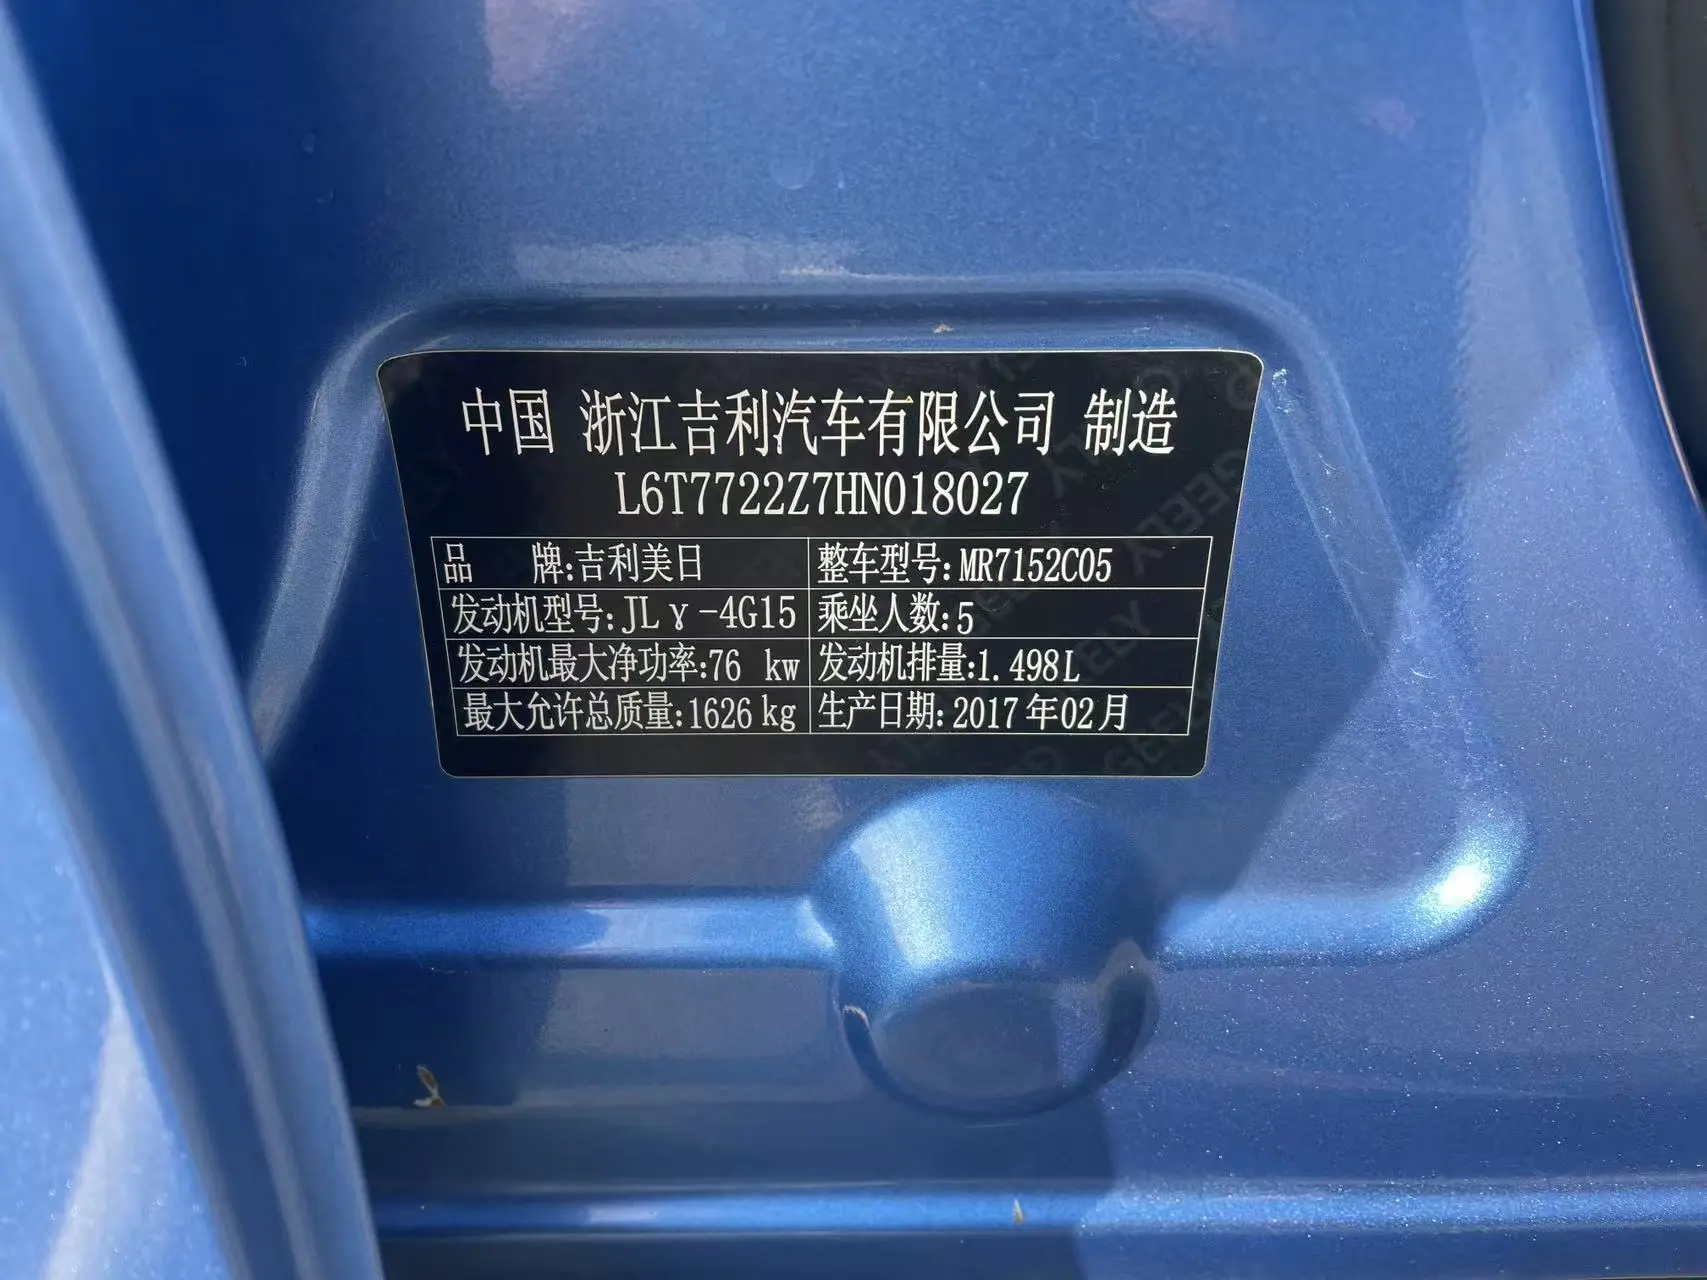 中国 浙江吉利汽车有限公司 制造
L6T7722Z7HN018027
品 牌:吉利美日 整车型号:MR7152C05
发动机型号:JLγ-4G15 乘坐人数:5
发动机最大净功率:76 kw 发动机排量:1.498L
最大允许总质量:1626kg 生产日期:2017年02月